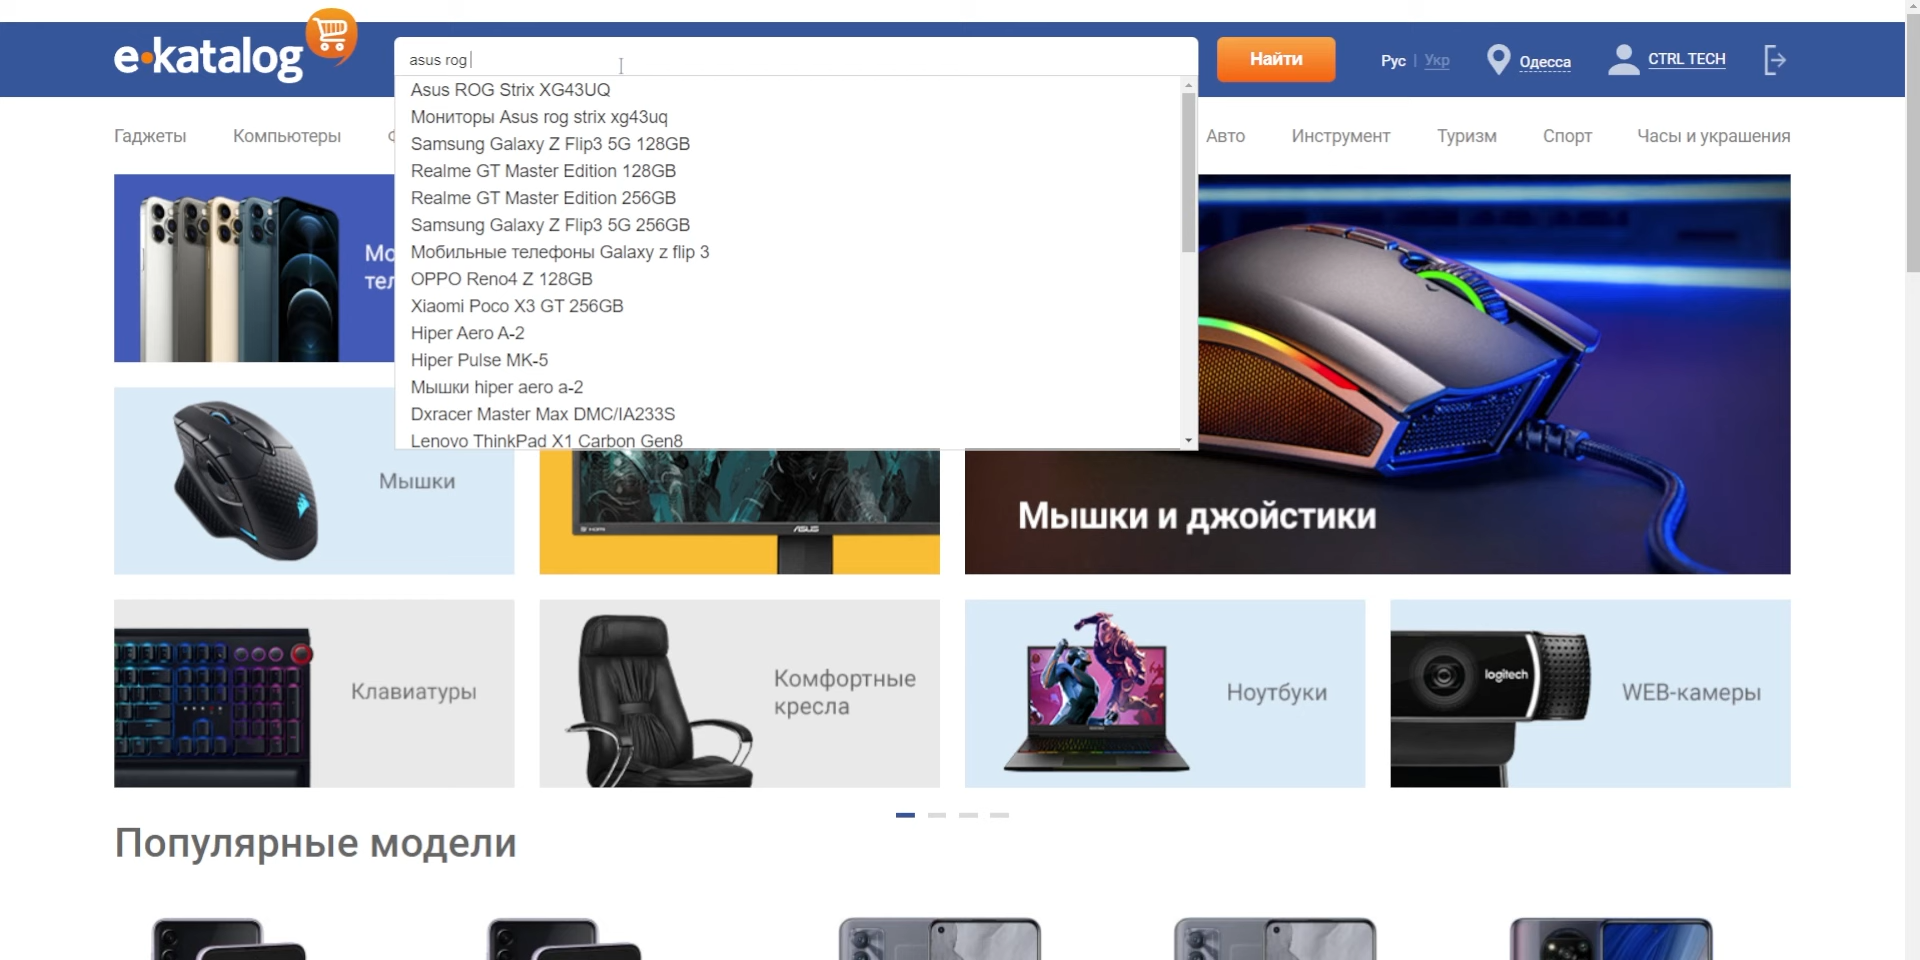 e·katalog
asus rog
Найти
Рус | Укр
Одесса
CTRL TECH
Asus ROG Strix XG43UQ
Мониторы Asus rog strix xg43uq
Samsung Galaxy Z Flip3 5G 128GB
Realme GT Master Edition 128GB
Realme GT Master Edition 256GB
Samsung Galaxy Z Flip3 5G 256GB
Мобильные телефоны Galaxy z flip 3
OPPO Reno4 Z 128GB
Xiaomi Poco X3 GT 256GB
Hiper Aero A-2
Hiper Pulse MK-5
Мышки hiper aero a-2
Dxracer Master Max DMC/IA233S
Lenovo ThinkPad X1 Carbon Gen8
Гаджеты
Компьютеры
Авто
Инструмент
Туризм
Спорт
Часы и украшения
Мышки
HDMI
ASUS
Мышки и джойстики
Клавиатуры
Комфортные
кресла
Ноутбуки
logitech
WEB-камеры
Популярные модели